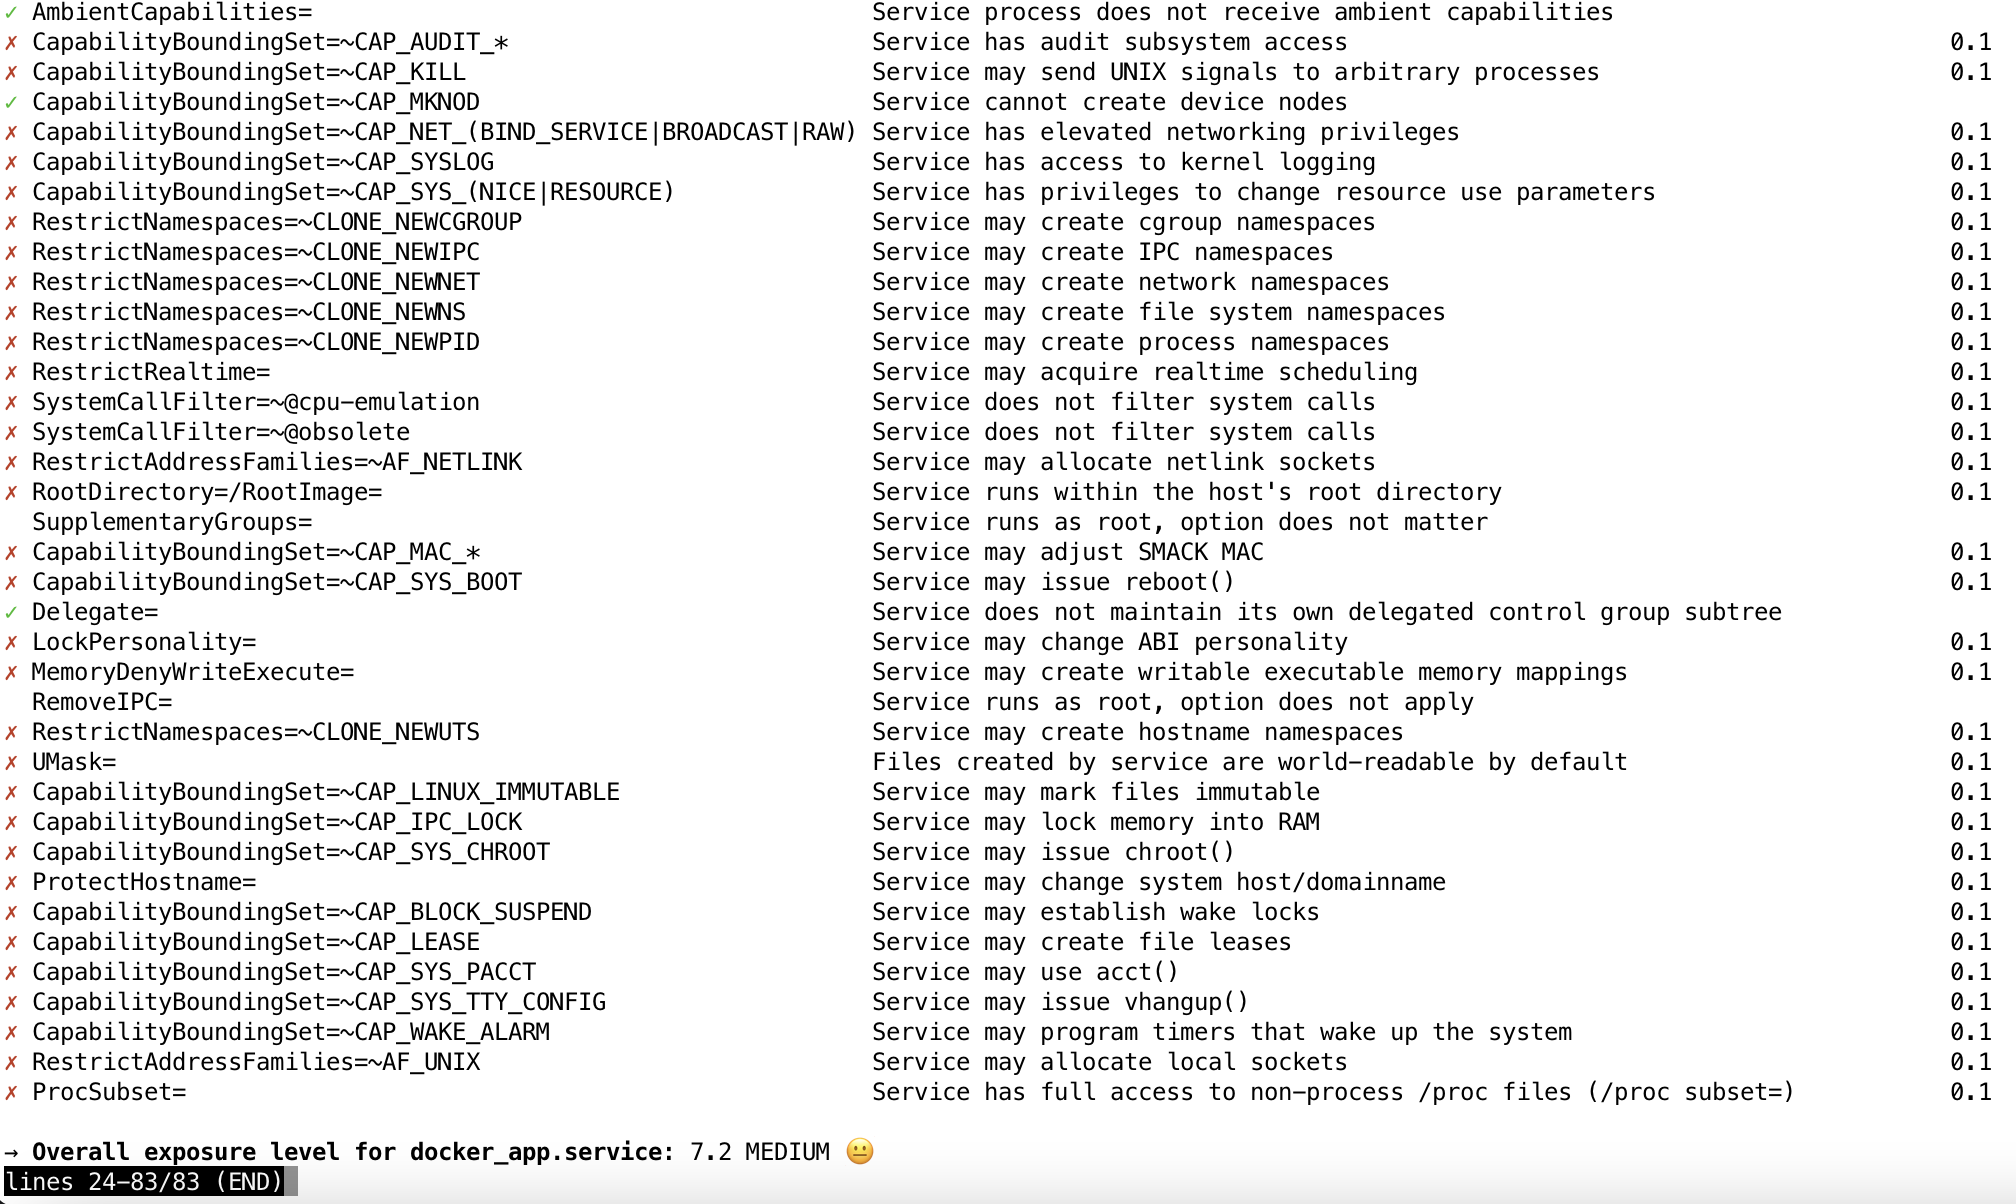 ✓ AmbientCapabilities= Service process does not receive ambient capabilities
✗ CapabilityBoundingSet=~CAP_AUDIT_* Service has audit subsystem access 0.1
✗ CapabilityBoundingSet=~CAP_KILL Service may send UNIX signals to arbitrary processes 0.1
✓ CapabilityBoundingSet=~CAP_MKNOD Service cannot create device nodes
✗ CapabilityBoundingSet=~CAP_NET_(BIND_SERVICE|BROADCAST|RAW) Service has elevated networking privileges 0.1
✗ CapabilityBoundingSet=~CAP_SYSLOG Service has access to kernel logging 0.1
✗ CapabilityBoundingSet=~CAP_SYS_(NICE|RESOURCE) Service has privileges to change resource use parameters 0.1
✗ RestrictNamespaces=~CLONE_NEWCGROUP Service may create cgroup namespaces 0.1
✗ RestrictNamespaces=~CLONE_NEWIPC Service may create IPC namespaces 0.1
✗ RestrictNamespaces=~CLONE_NEWNET Service may create network namespaces 0.1
✗ RestrictNamespaces=~CLONE_NEWNS Service may create file system namespaces 0.1
✗ RestrictNamespaces=~CLONE_NEWPID Service may create process namespaces 0.1
✗ RestrictRealtime= Service may acquire realtime scheduling 0.1
✗ SystemCallFilter=~@cpu-emulation Service does not filter system calls 0.1
✗ SystemCallFilter=~@obsolete Service does not filter system calls 0.1
✗ RestrictAddressFamilies=~AF_NETLINK Service may allocate netlink sockets 0.1
✗ RootDirectory=/RootImage= Service runs within the host's root directory 0.1
SupplementaryGroups= Service runs as root, option does not matter
✗ CapabilityBoundingSet=~CAP_MAC_* Service may adjust SMACK MAC 0.1
✗ CapabilityBoundingSet=~CAP_SYS_BOOT Service may issue reboot() 0.1
✓ Delegate= Service does not maintain its own delegated control group subtree
✗ LockPersonality= Service may change ABI personality 0.1
✗ MemoryDenyWriteExecute= Service may create writable executable memory mappings 0.1
RemoveIPC= Service runs as root, option does not apply
✗ RestrictNamespaces=~CLONE_NEWUTS Service may create hostname namespaces 0.1
✗ UMask= Files created by service are world-readable by default 0.1
✗ CapabilityBoundingSet=~CAP_LINUX_IMMUTABLE Service may mark files immutable 0.1
✗ CapabilityBoundingSet=~CAP_IPC_LOCK Service may lock memory into RAM 0.1
✗ CapabilityBoundingSet=~CAP_SYS_CHROOT Service may issue chroot() 0.1
✗ ProtectHostname= Service may change system host/domainname 0.1
✗ CapabilityBoundingSet=~CAP_BLOCK_SUSPEND Service may establish wake locks 0.1
✗ CapabilityBoundingSet=~CAP_LEASE Service may create file leases 0.1
✗ CapabilityBoundingSet=~CAP_SYS_PACCT Service may use acct() 0.1
✗ CapabilityBoundingSet=~CAP_SYS_TTY_CONFIG Service may issue vhangup() 0.1
✗ CapabilityBoundingSet=~CAP_WAKE_ALARM Service may program timers that wake up the system 0.1
✗ RestrictAddressFamilies=~AF_UNIX Service may allocate local sockets 0.1
✗ ProcSubset= Service has full access to non-process /proc files (/proc subset=) 0.1
→ Overall exposure level for docker_app.service: 7.2 MEDIUM 😐
lines 24-83/83 (END)